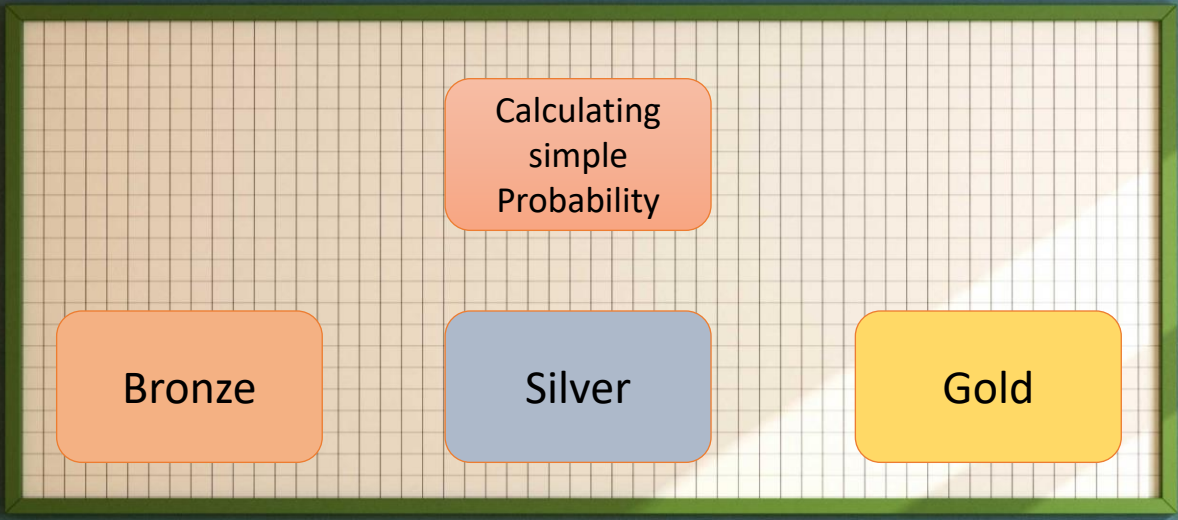 Calculating
simple
Probability
Bronze
Silver
Gold